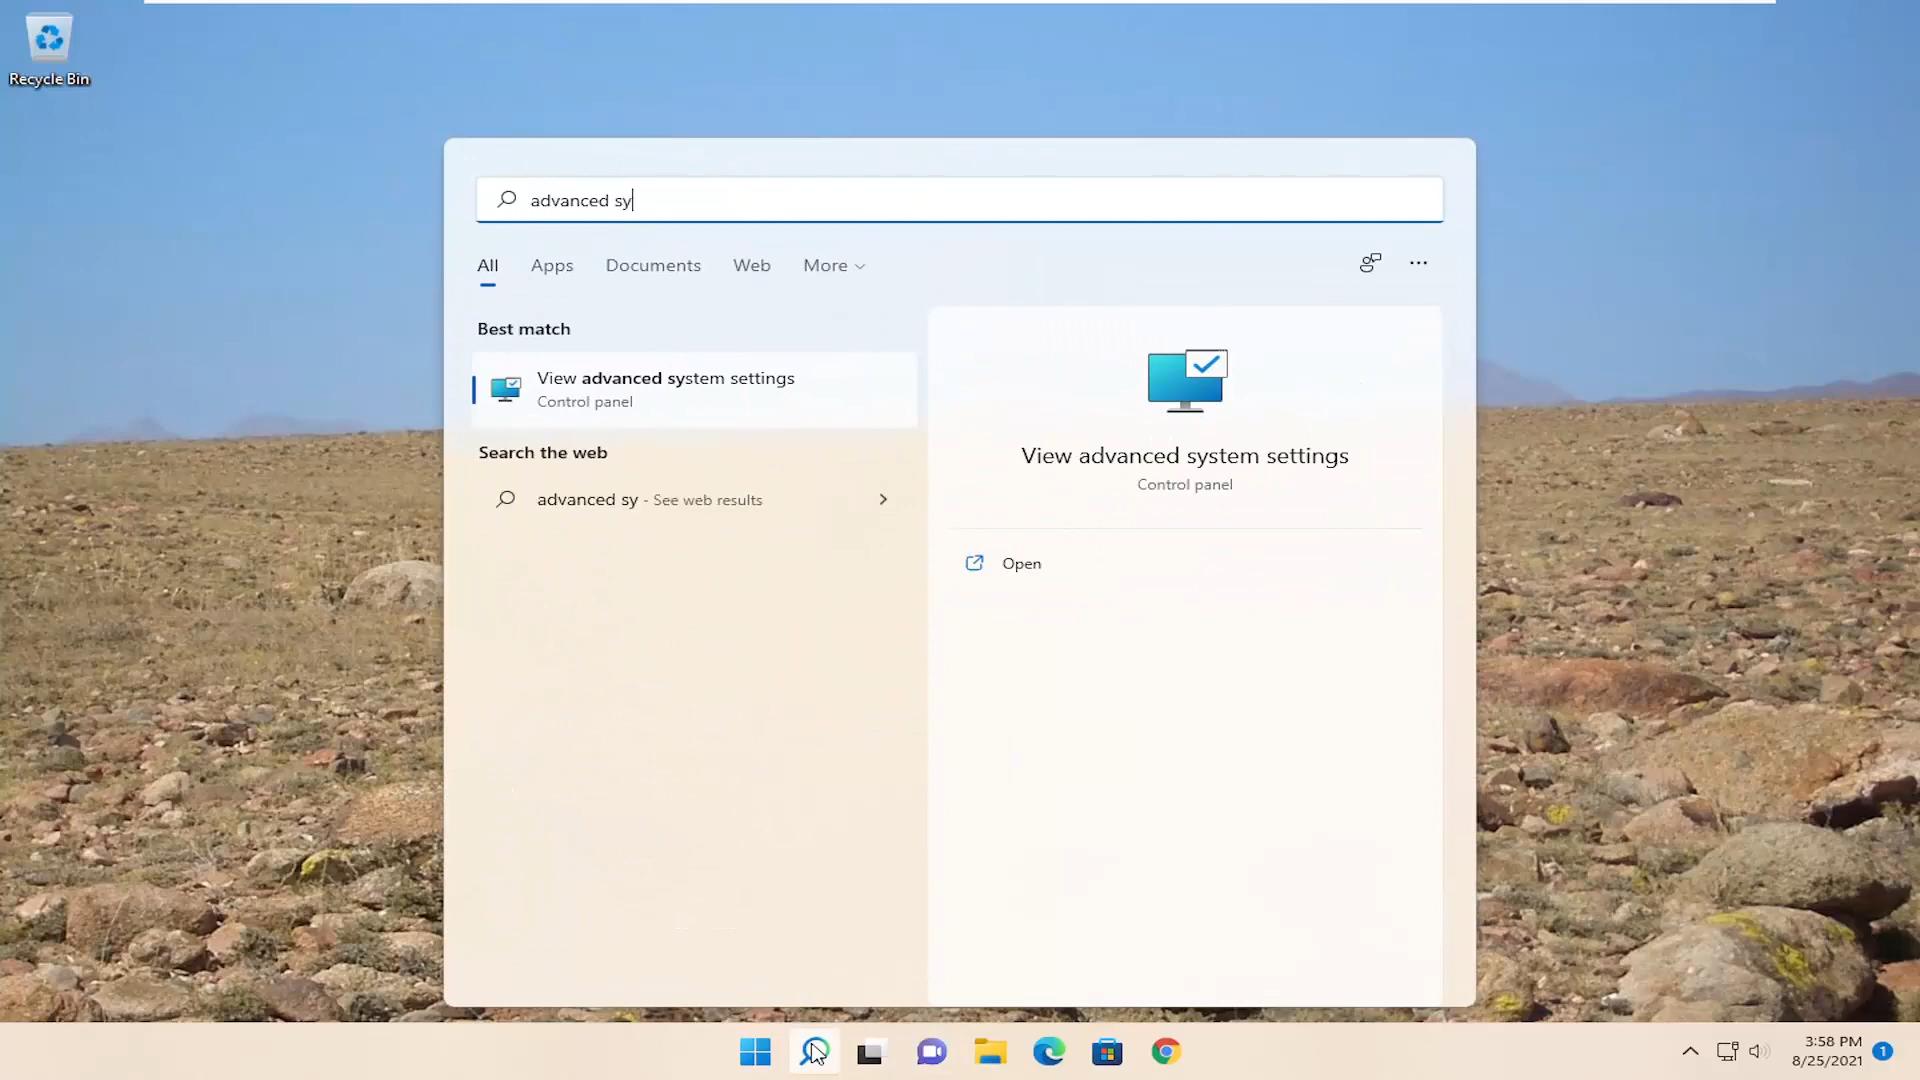 Recycle Bin
advanced sy
All Apps Documents Web More
Best match
View advanced system settings
Control panel
Search the web
advanced sy - See web results
View advanced system settings
Control panel
Open
3:58 PM
8/25/2021
1